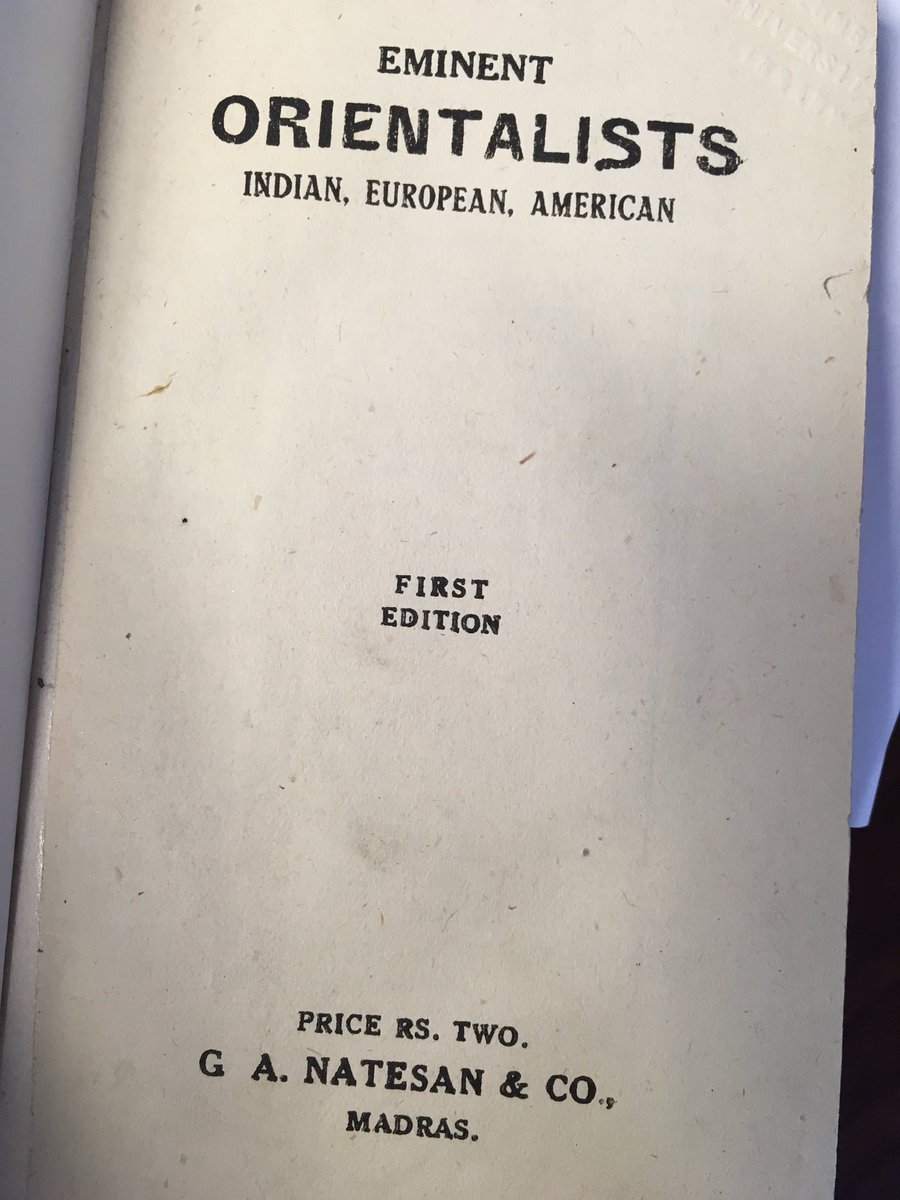 EMINENT
ORIENTALISTS
INDIAN, EUROPEAN, AMERICAN
FIRST
EDITION
PRICE RS. TWO.
G A. NATESAN & CO.,
MADRAS.